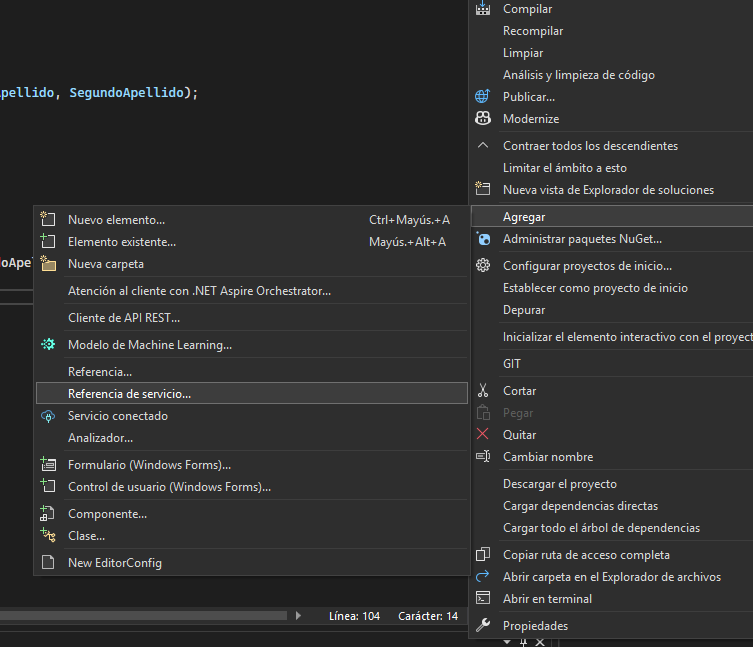 Compilar
Recompilar
Limpiar
Análisis y limpieza de código
Publicar...
Modernize
Contraer todos los descendientes
Limitar el ámbito a esto
Nueva vista de Explorador de soluciones
Agregar
Administrar paquetes NuGet...
Configurar proyectos de inicio...
Establecer como proyecto de inicio
Depurar
Inicializar el elemento interactivo con el proyect
GIT
Cortar
Pegar
Quitar
Cambiar nombre
Descargar el proyecto
Cargar dependencias directas
Cargar todo el árbol de dependencias
Copiar ruta de acceso completa
Abrir carpeta en el Explorador de archivos
Abrir en terminal
Propiedades
pellido, SegundoApellido);
doApel
Nuevo elemento... Ctrl+Mayús.+A
Elemento existente... Mayús.+Alt+A
Nueva carpeta
Atención al cliente con .NET Aspire Orchestrator...
Cliente de API REST...
Modelo de Machine Learning...
Referencia...
Referencia de servicio...
Servicio conectado
Analizador...
Formulario (Windows Forms)...
Control de usuario (Windows Forms)...
Componente...
Clase...
New EditorConfig
Línea: 104 Carácter: 14